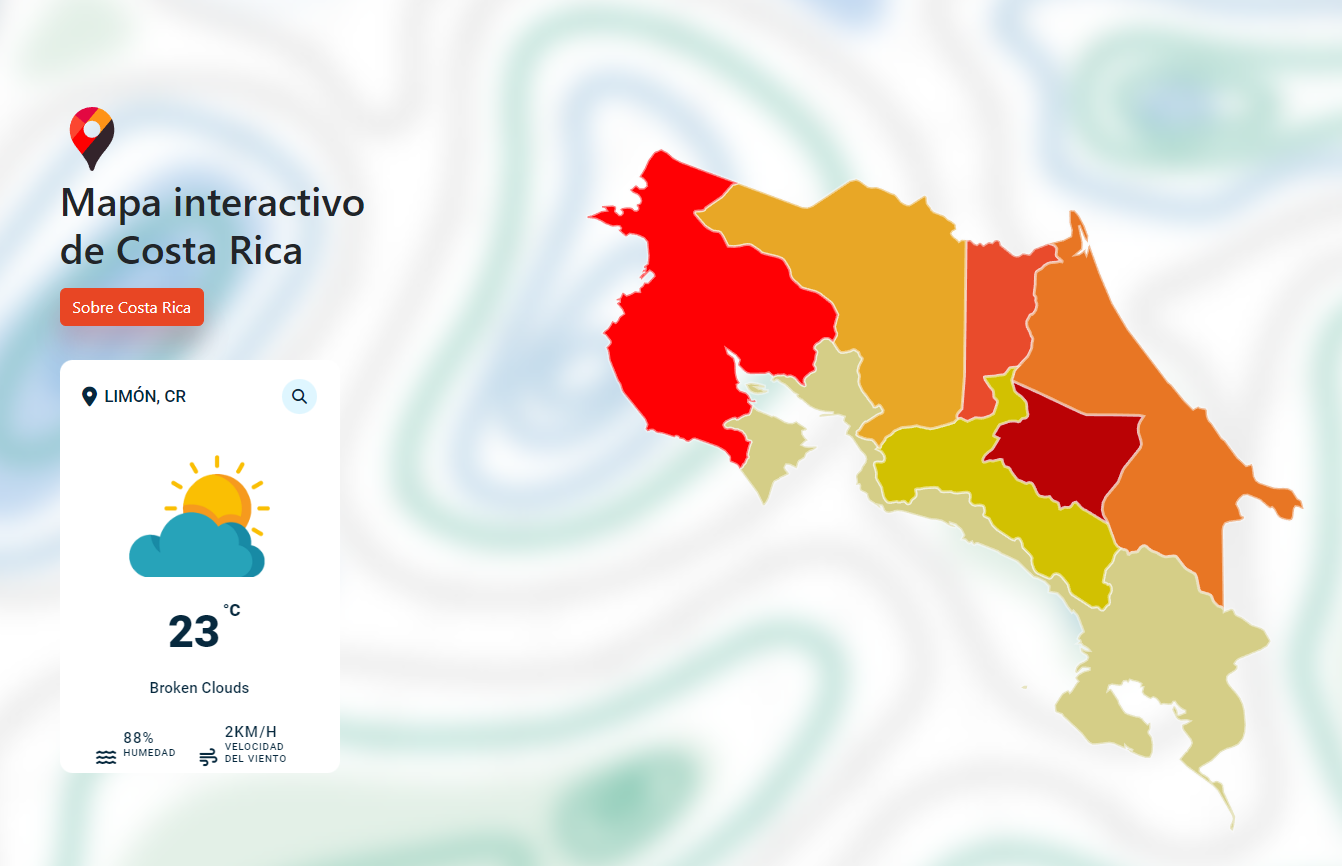 Mapa interactivo
de Costa Rica
Sobre Costa Rica
LIMÓN, CR
23 °C
Broken Clouds
88%
HUMEDAD
2KM/H
VELOCIDAD
DEL VIENTO